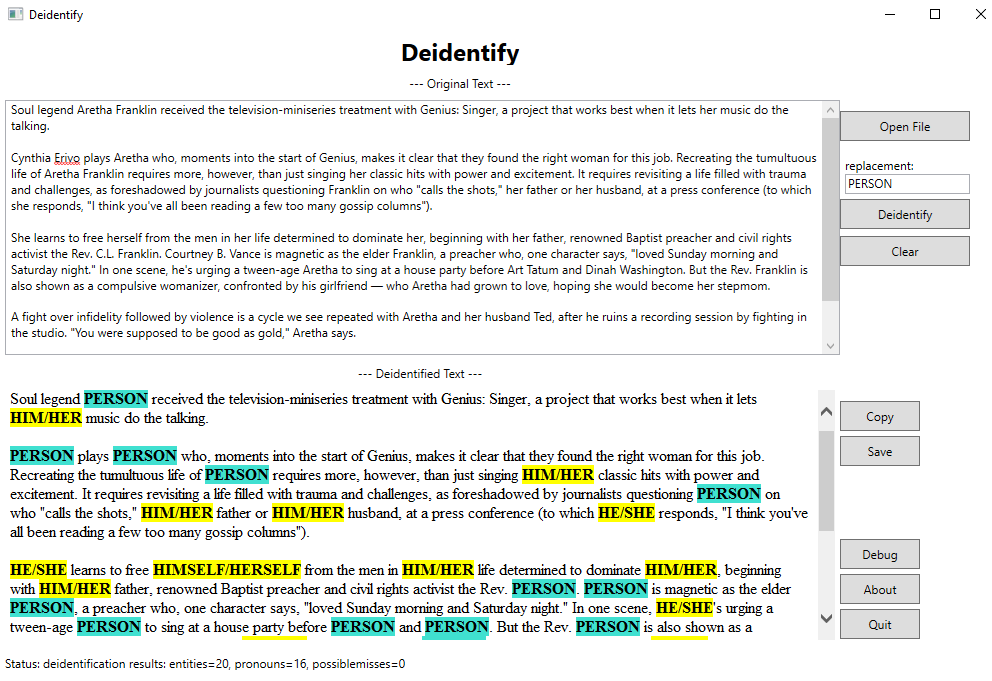 Deidentify
Deidentify
--- Original Text ---
Soul legend Aretha Franklin received the television-miniseries treatment with Genius: Singer, a project that works best when it lets her music do the
talking.
Cynthia Erivo plays Aretha who, moments into the start of Genius, makes it clear that they found the right woman for this job. Recreating the tumultuous
life of Aretha Franklin requires more, however, than just singing her classic hits with power and excitement. It requires revisiting a life filled with trauma
and challenges, as foreshadowed by journalists questioning Franklin on who "calls the shots," her father or her husband, at a press conference (to which
she responds, "I think you've all been reading a few too many gossip columns").
She learns to free herself from the men in her life determined to dominate her, beginning with her father, renowned Baptist preacher and civil rights
activist the Rev. C.L. Franklin. Courtney B. Vance is magnetic as the elder Franklin, a preacher who, one character says, "loved Sunday morning and
Saturday night." In one scene, he's urging a tween-age Aretha to sing at a house party before Art Tatum and Dinah Washington. But the Rev. Franklin is
also shown as a compulsive womanizer, confronted by his girlfriend — who Aretha had grown to love, hoping she would become her stepmom.
A fight over infidelity followed by violence is a cycle we see repeated with Aretha and her husband Ted, after he ruins a recording session by fighting in
the studio. "You were supposed to be good as gold," Aretha says.
Open File
replacement:
PERSON
Deidentify
Clear
--- Deidentified Text ---
Soul legend PERSON received the television-miniseries treatment with Genius: Singer, a project that works best when it lets
HIM/HER music do the talking.
PERSON plays PERSON who, moments into the start of Genius, makes it clear that they found the right woman for this job.
Recreating the tumultuous life of PERSON requires more, however, than just singing HIM/HER classic hits with power and
excitement. It requires revisiting a life filled with trauma and challenges, as foreshadowed by journalists questioning PERSON on
who "calls the shots," HIM/HER father or HIM/HER husband, at a press conference (to which HE/SHE responds, "I think you've
all been reading a few too many gossip columns").
HE/SHE learns to free HIMSELF/HERSELF from the men in HIM/HER life determined to dominate HIM/HER, beginning
with HIM/HER father, renowned Baptist preacher and civil rights activist the Rev. PERSON. PERSON is magnetic as the elder
PERSON, a preacher who, one character says, "loved Sunday morning and Saturday night." In one scene, HE/SHE's urging a
tween-age PERSON to sing at a house party before PERSON and PERSON. But the Rev. PERSON is also shown as a
Copy
Save
Debug
About
Quit
Status: deidentification results: entities=20, pronouns=16, possiblemisses=0